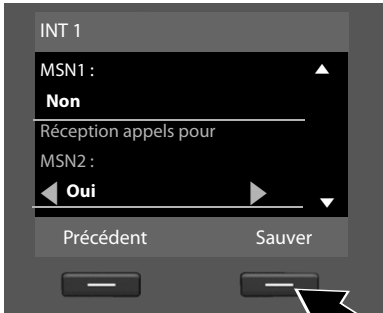 INT 1
MSN1 :
Non
Réception appels pour
MSN2 :
Oui
Précédent Sauver